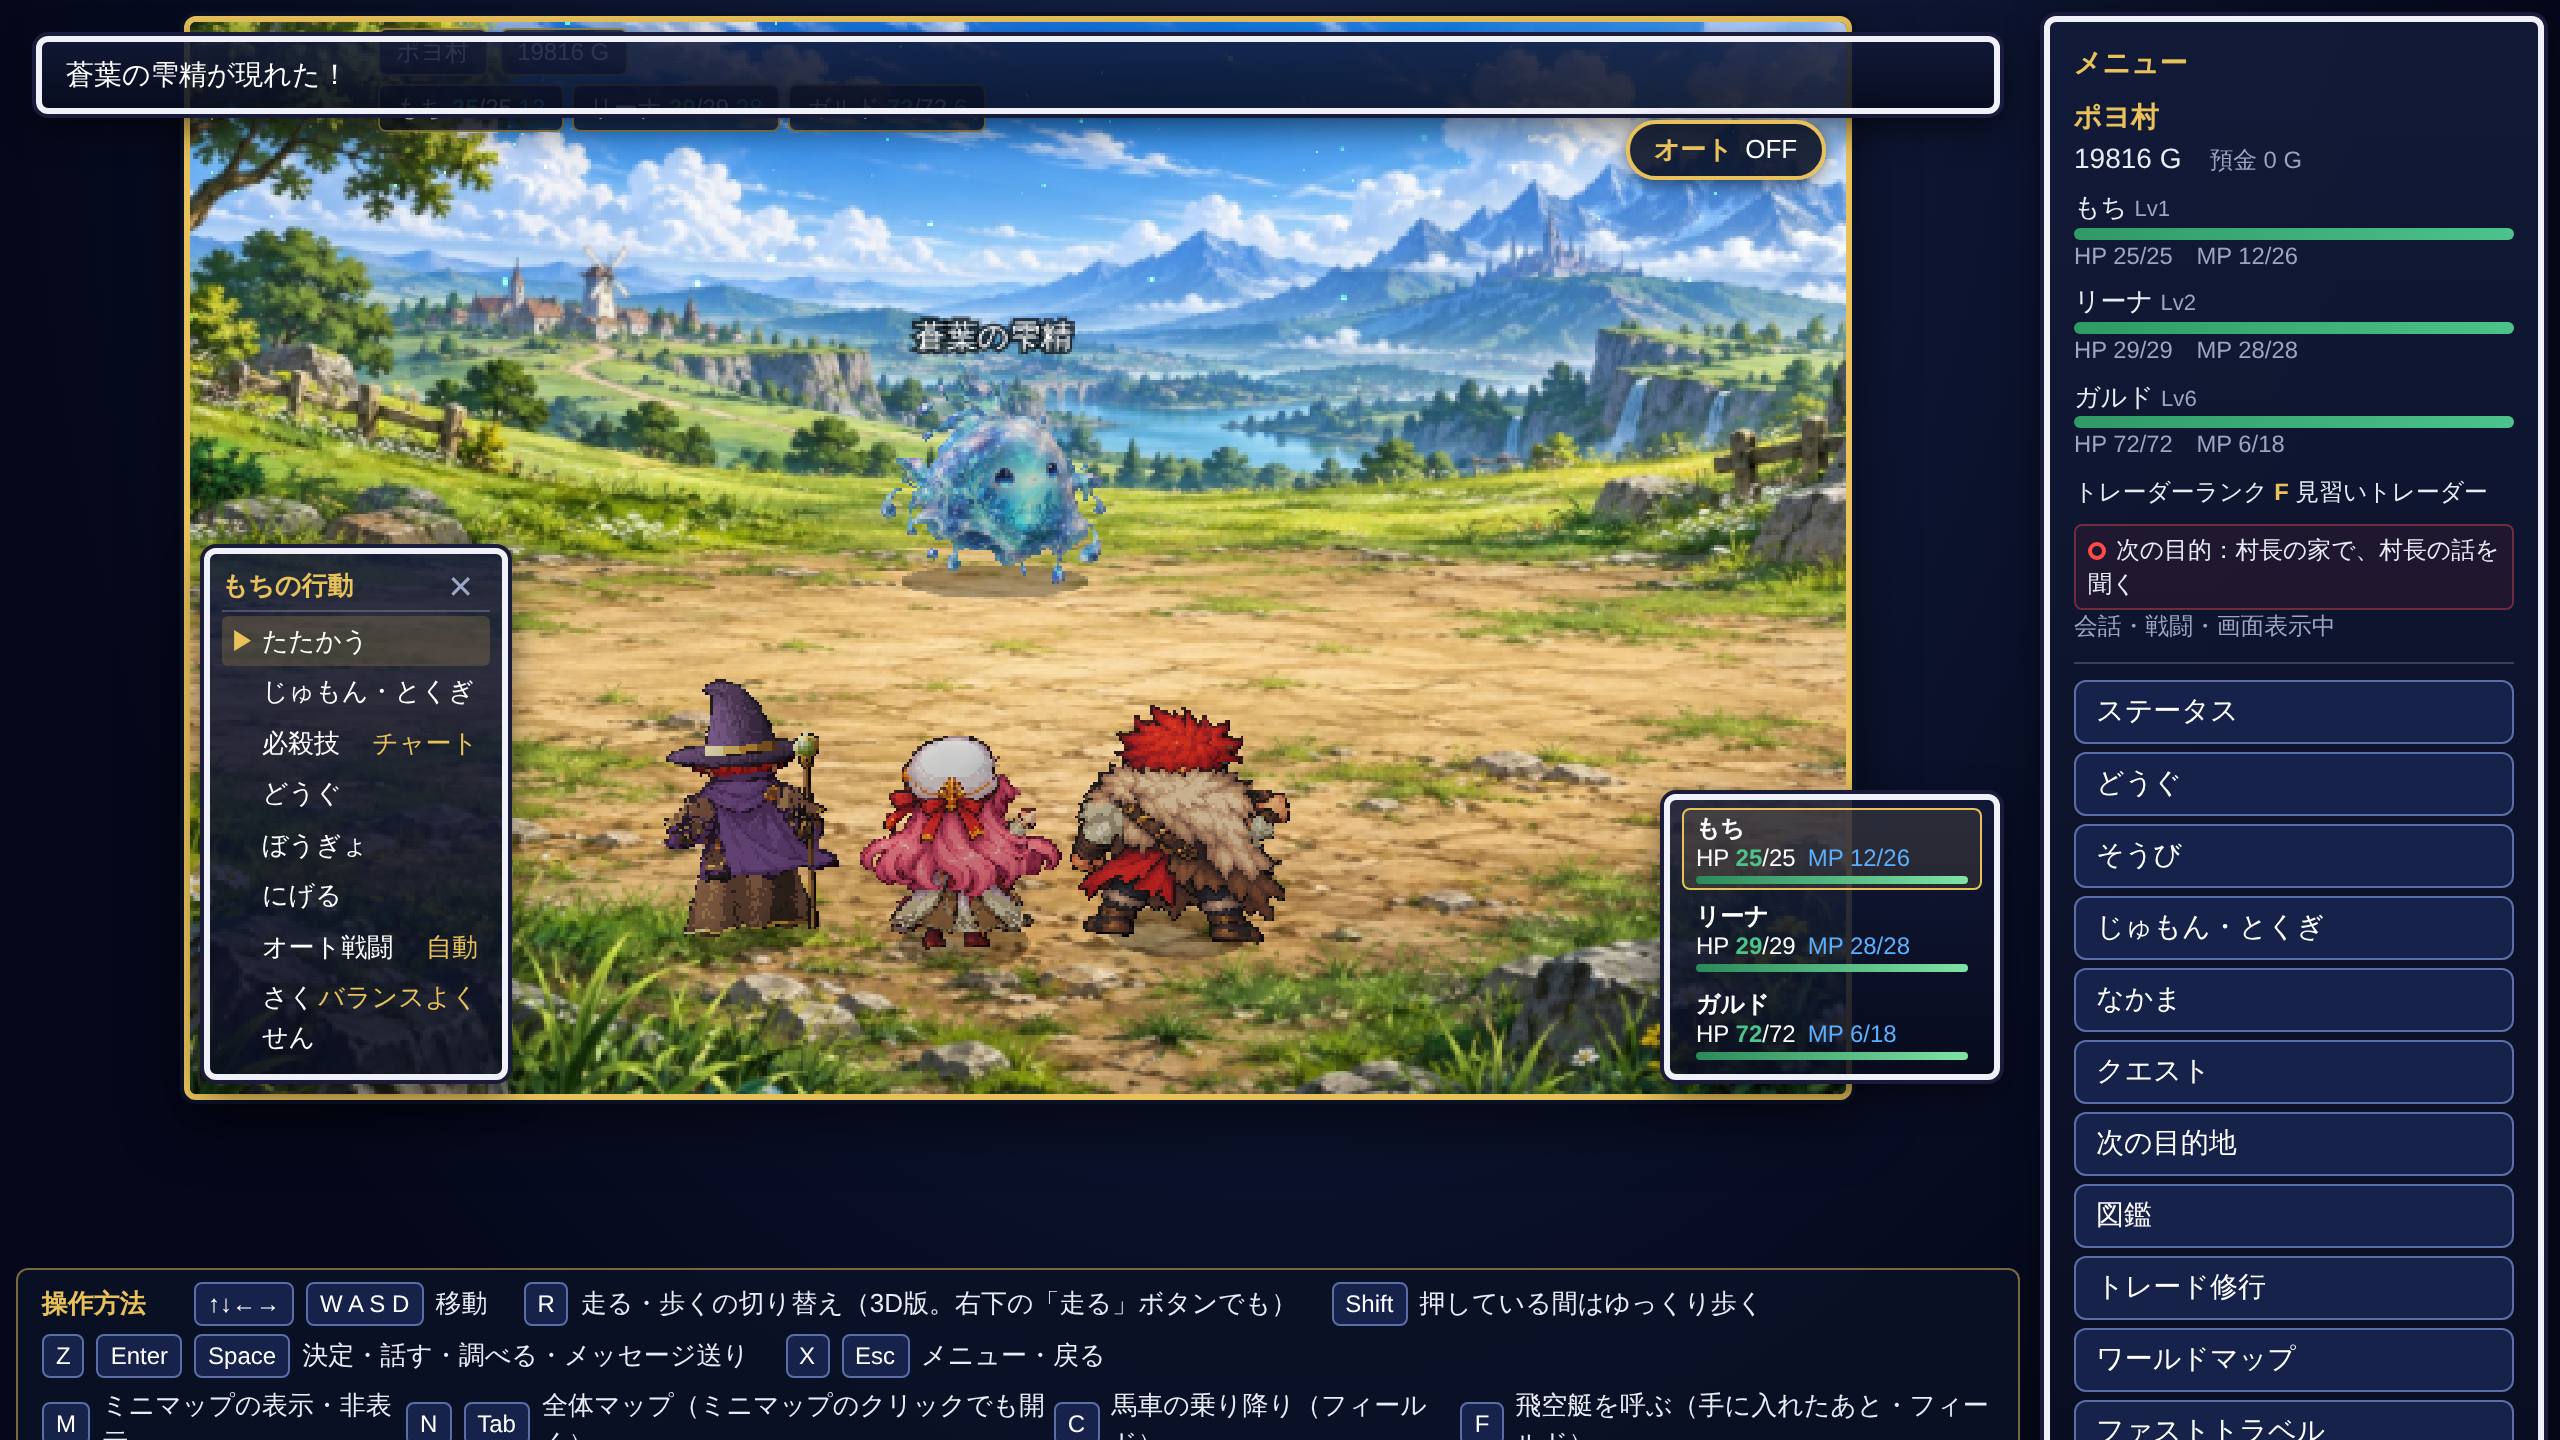 蒼葉の雫精が現れた！
ポヨ村 19816 G
オート OFF
蒼葉の雫精
もちの行動 ✕
▶ たたかう
じゅもん・とくぎ
必殺技 チャート
どうぐ
ぼうぎょ
にげる
オート戦闘 自動
さく バランスよく
せん
もち
HP 25/25 MP 12/26
リーナ
HP 29/29 MP 28/28
ガルド
HP 72/72 MP 6/18
メニュー
ポヨ村
19816 G 預金 0 G
もち Lv1
HP 25/25 MP 12/26
リーナ Lv2
HP 29/29 MP 28/28
ガルド Lv6
HP 72/72 MP 6/18
トレーダーランク F 見習いトレーダー
次の目的：村長の家で、村長の話を
聞く
会話・戦闘・画面表示中
ステータス
どうぐ
そうび
じゅもん・とくぎ
なかま
クエスト
次の目的地
図鑑
トレード修行
ワールドマップ
ファストトラベル
操作方法 ↑↓←→ W A S D 移動 R 走る・歩くの切り替え（3D版。右下の「走る」ボタンでも） Shift 押している間はゆっくり歩く
Z Enter Space 決定・話す・調べる・メッセージ送り X Esc メニュー・戻る
M ミニマップの表示・非表 N Tab 全体マップ（ミニマップのクリックでも開 C 馬車の乗り降り（フィール F 飛空艇を呼ぶ（手に入れたあと・フィー